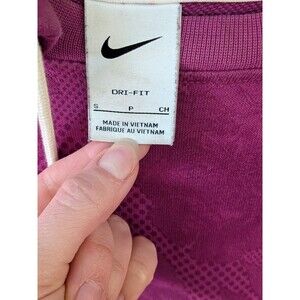 DRI-FIT
S P CH
MADE IN VIETNAM
FABRIQUÉ AU VIETNAM